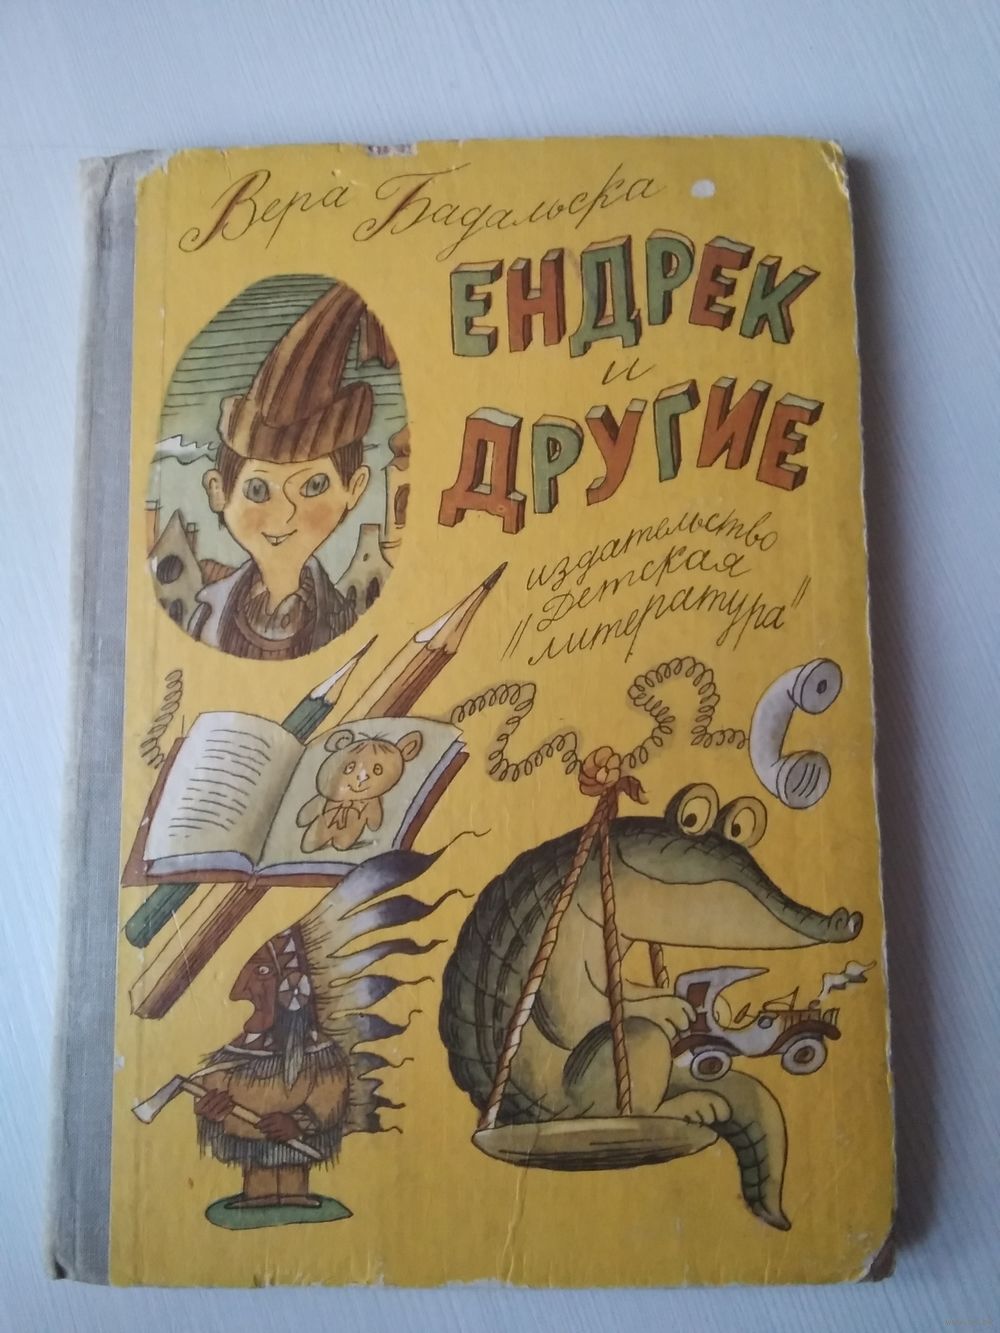 Вера Бадальска
ЕНДРЕК
и
ДРУГИЕ
издательство
"Детская
литература"